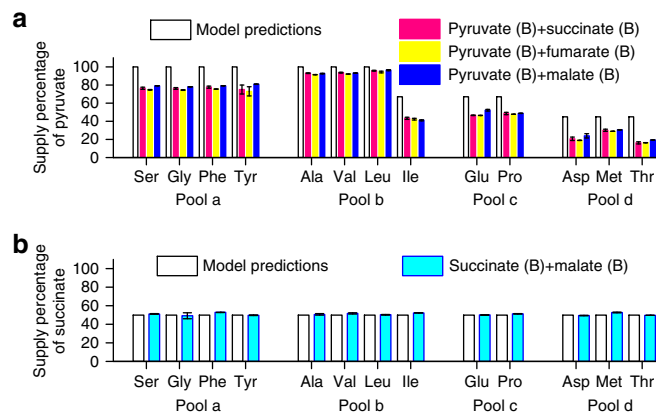 a
Model predictions
Pyruvate (B)+succinate (B)
Pyruvate (B)+fumarate (B)
Pyruvate (B)+malate (B)
Supply percentage
of pyruvate
100
80
60
40
20
0
Ser Gly Phe Tyr Ala Val Leu Ile Glu Pro Asp Met Thr
Pool a Pool b Pool c Pool d
b
Model predictions
Succinate (B)+malate (B)
Supply percentage
of succinate
100
80
60
40
20
0
Ser Gly Phe Tyr Ala Val Leu Ile Glu Pro Asp Met Thr
Pool a Pool b Pool c Pool d